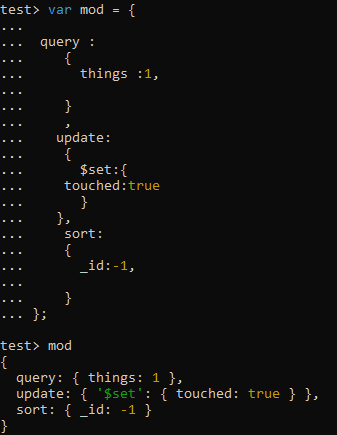 test> var mod = {
...
...  query :
...     {
...       things :1,
...
...     }
...     ,
...    update:
...     {
...       $set:{
...     touched:true
...       }
...    },
...     sort:
...     {
...       _id:-1,
...
...     }
... };

test> mod
{
  query: { things: 1 },
  update: { '$set': { touched: true } },
  sort: { _id: -1 }
}